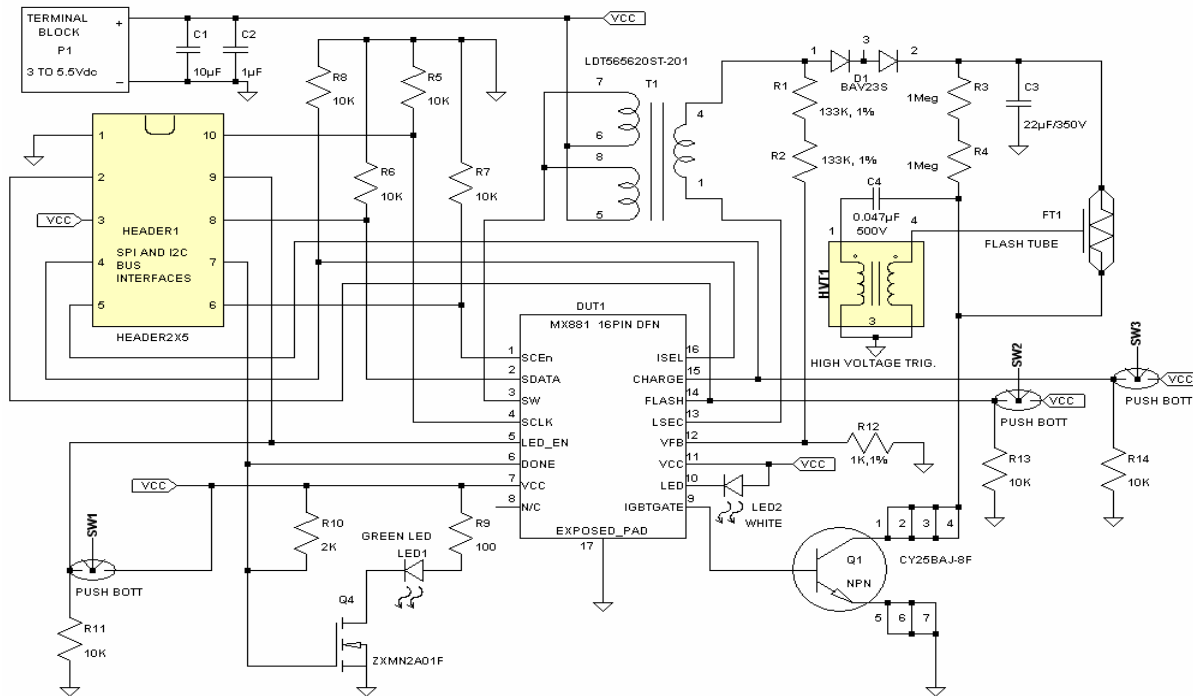 TERMINAL
BLOCK
P1
3 TO 5.5Vdc
+
−
C1
10µF
C2
1µF
VCC
R8
10K
R5
10K
LDT565620ST-201
7
T1
6
8
5
4
1
1
3
2
D1
BAV23S
R1
133K, 1%
R2
133K, 1%
1Meg
R3
1Meg
R4
C3
22µF/350V
1
10
2
9
VCC
3
8
4
7
5
6
HEADER1
SPI AND I2C
BUS
INTERFACES
HEADER2X5
R6
10K
R7
10K
C4
0.047µF
500V
1
4
HVT1
3
HIGH VOLTAGE TRIG.
FT1
FLASH TUBE
DUT1
MX881 16PIN DFN
1
SCEn
ISEL
16
2
SDATA
CHARGE
15
3
SW
FLASH
14
4
SCLK
LSEC
13
5
LED_EN
VFB
12
6
DONE
VCC
11
7
VCC
LED
10
8
N/C
IGBTGATE
9
EXPOSED_PAD
17
R12
1K,1%
VCC
LED2
WHITE
SW2
VCC
PUSH BOTT
SW3
VCC
PUSH BOTT
R13
10K
R14
10K
VCC
SW1
PUSH BOTT
R11
10K
R10
2K
GREEN LED
LED1
R9
100
Q4
ZXMN2A01F
Q1
NPN
1
2
3
4
CY25BAJ-8F
5
6
7